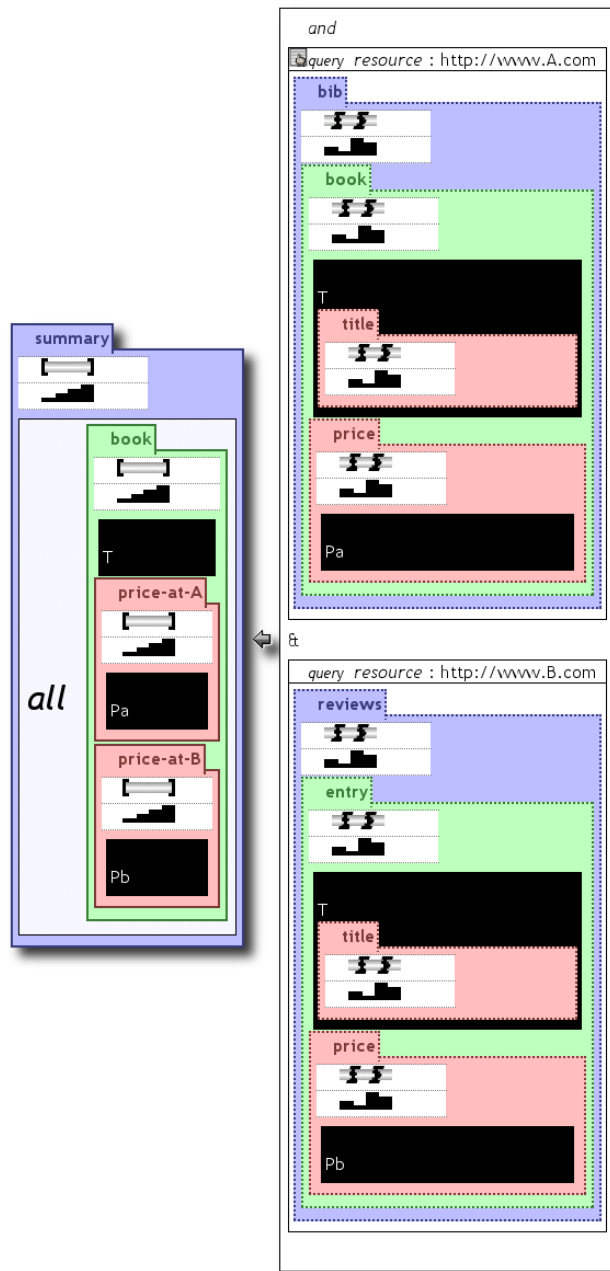 summary
book
T
price-at-A
Pa
all
price-at-B
Pb
and
query resource : http://www.A.com
bib
book
T
title
price
Pa
&
query resource : http://www.B.com
reviews
entry
T
title
price
Pb